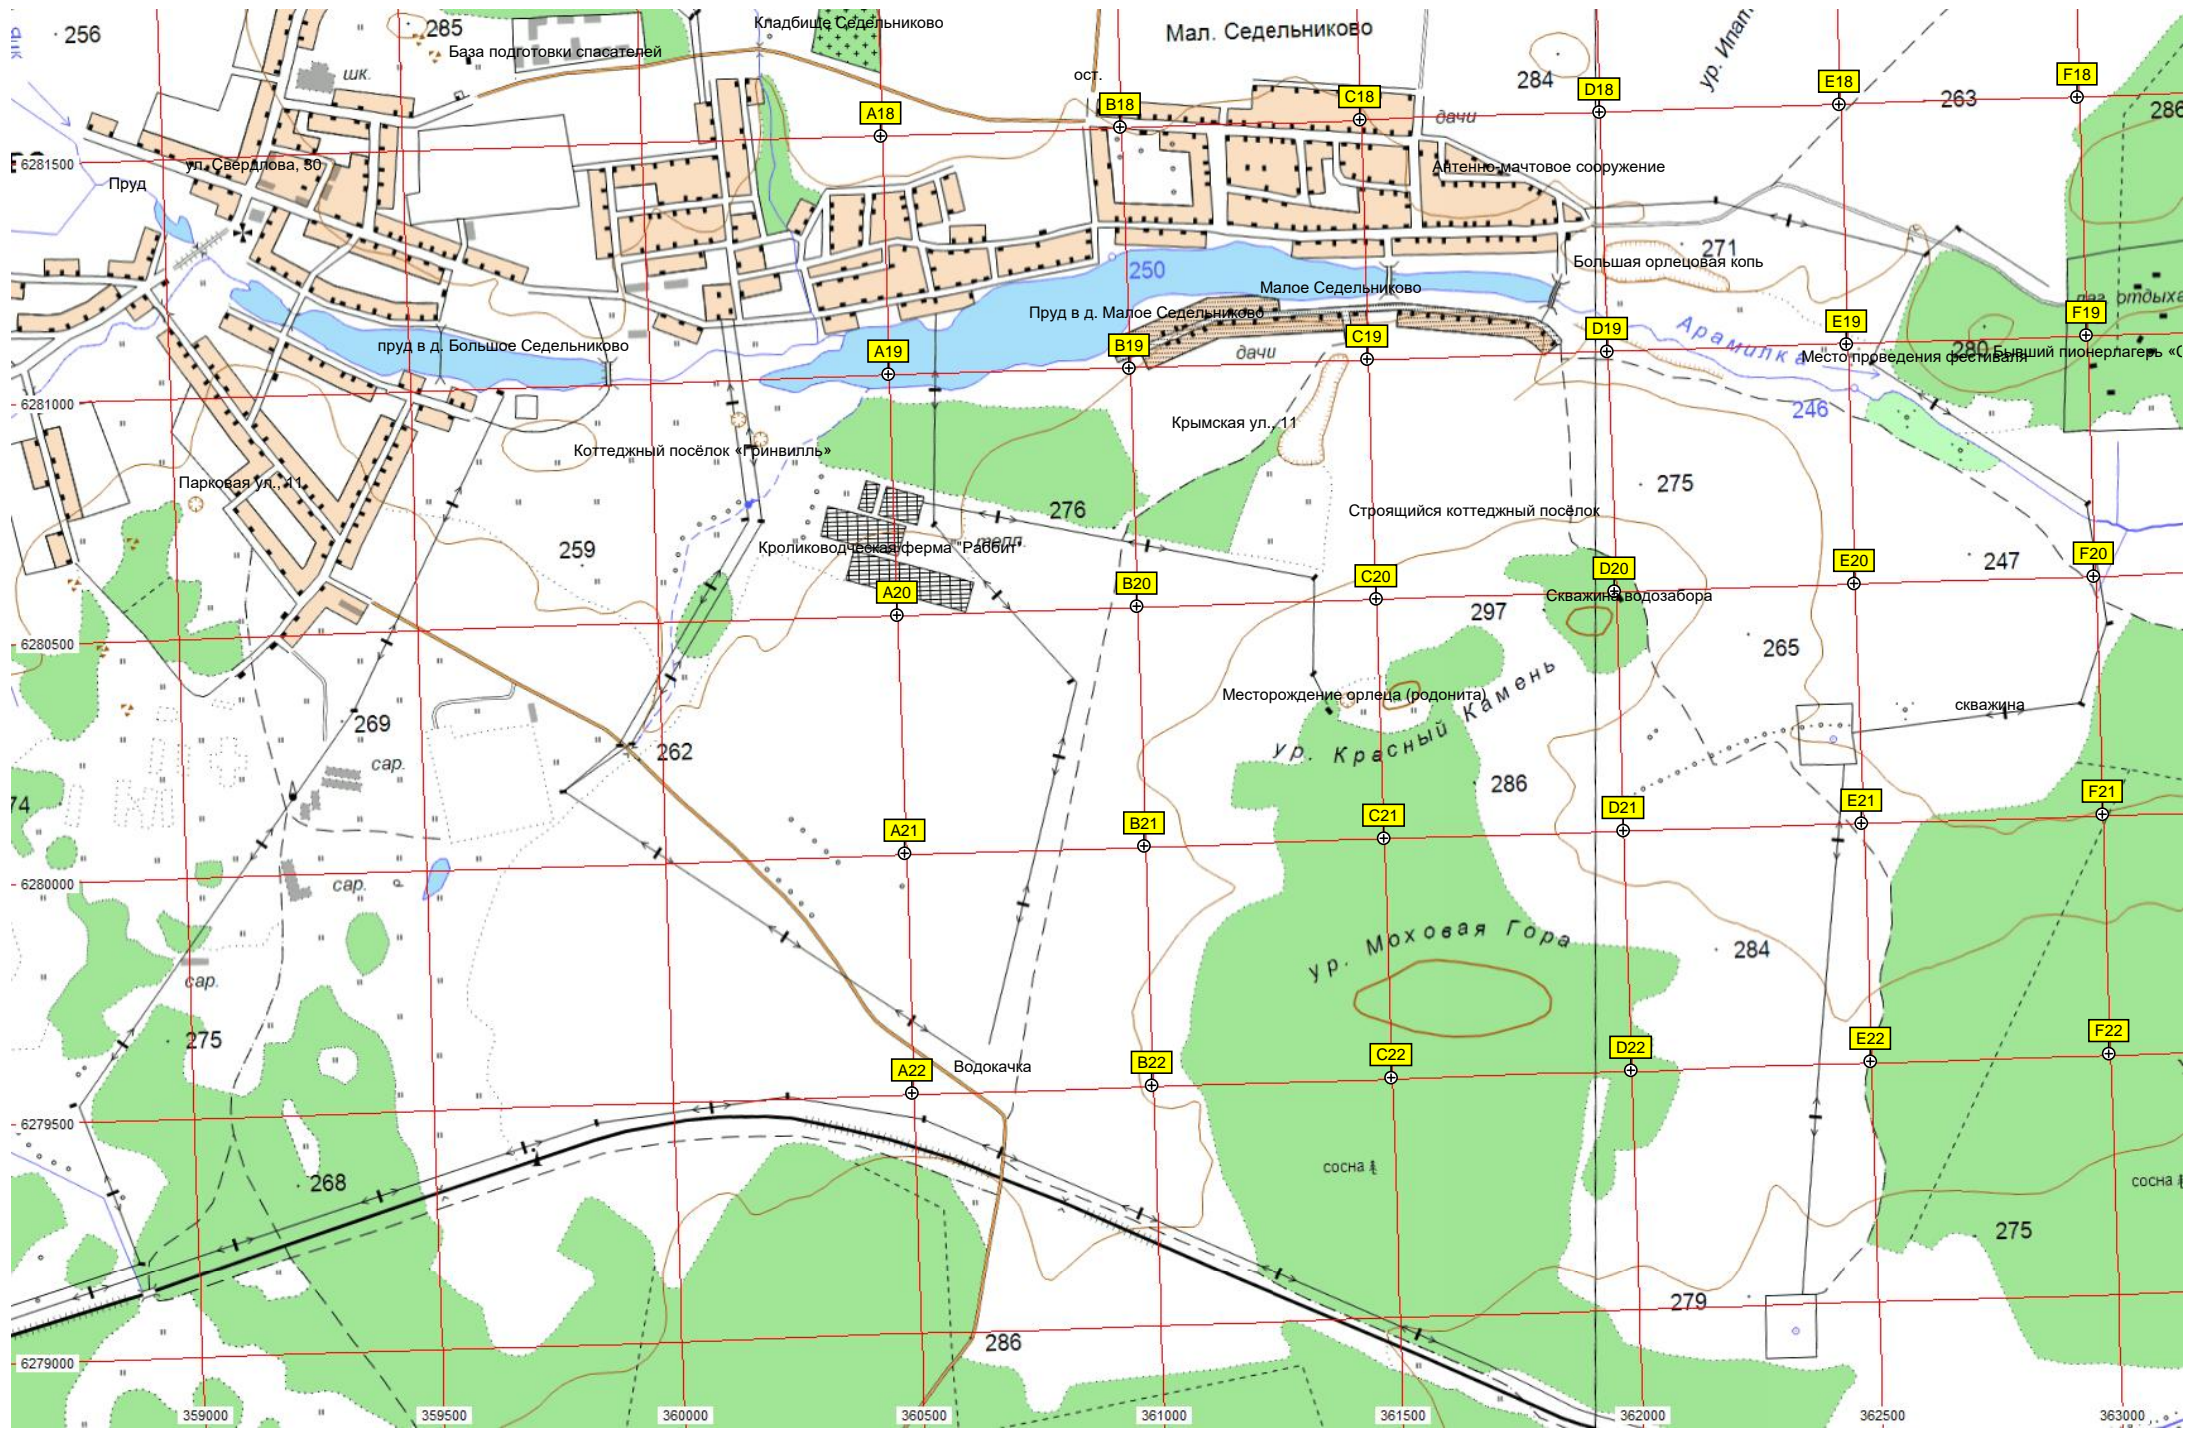 256
285
Кладбище Седельниково
База подготовки спасателей
шк.
Мал. Седельниково
ост.
284
263
286
A18
B18
C18
D18
E18
F18
дачи
6281500
ул. Свердлова, 30
Пруд
Антенно-мачтовое сооружение
250
271
Большая орлецовая копь
Малое Седельниково
Пруд в д. Малое Седельниково
пруд в д. Большое Седельниково
дачи
Арамилка
лаг. отдыха
A19
B19
C19
D19
E19
F19
280
Место проведения фестиваля
Бывший пионерлагерь «С
6281000
246
Крымская ул., 11
Коттеджный посёлок «Гринвилль»
Парковая ул., 11
275
276
Строящийся коттеджный посёлок
259
Кролиководческая ферма "Раббит"
тепл.
247
A20
B20
C20
D20
E20
F20
Скважина водозабора
297
6280500
265
Месторождение орлеца (родонита)
ур. Красный Камень
скважина
269
262
сар.
286
74
A21
B21
C21
D21
E21
F21
6280000
сар.
ур. Моховая Гора
284
сар.
275
A22
B22
C22
D22
E22
F22
Водокачка
6279500
268
сосна
сосна
275
279
286
6279000
359000
359500
360000
360500
361000
361500
362000
362500
363000